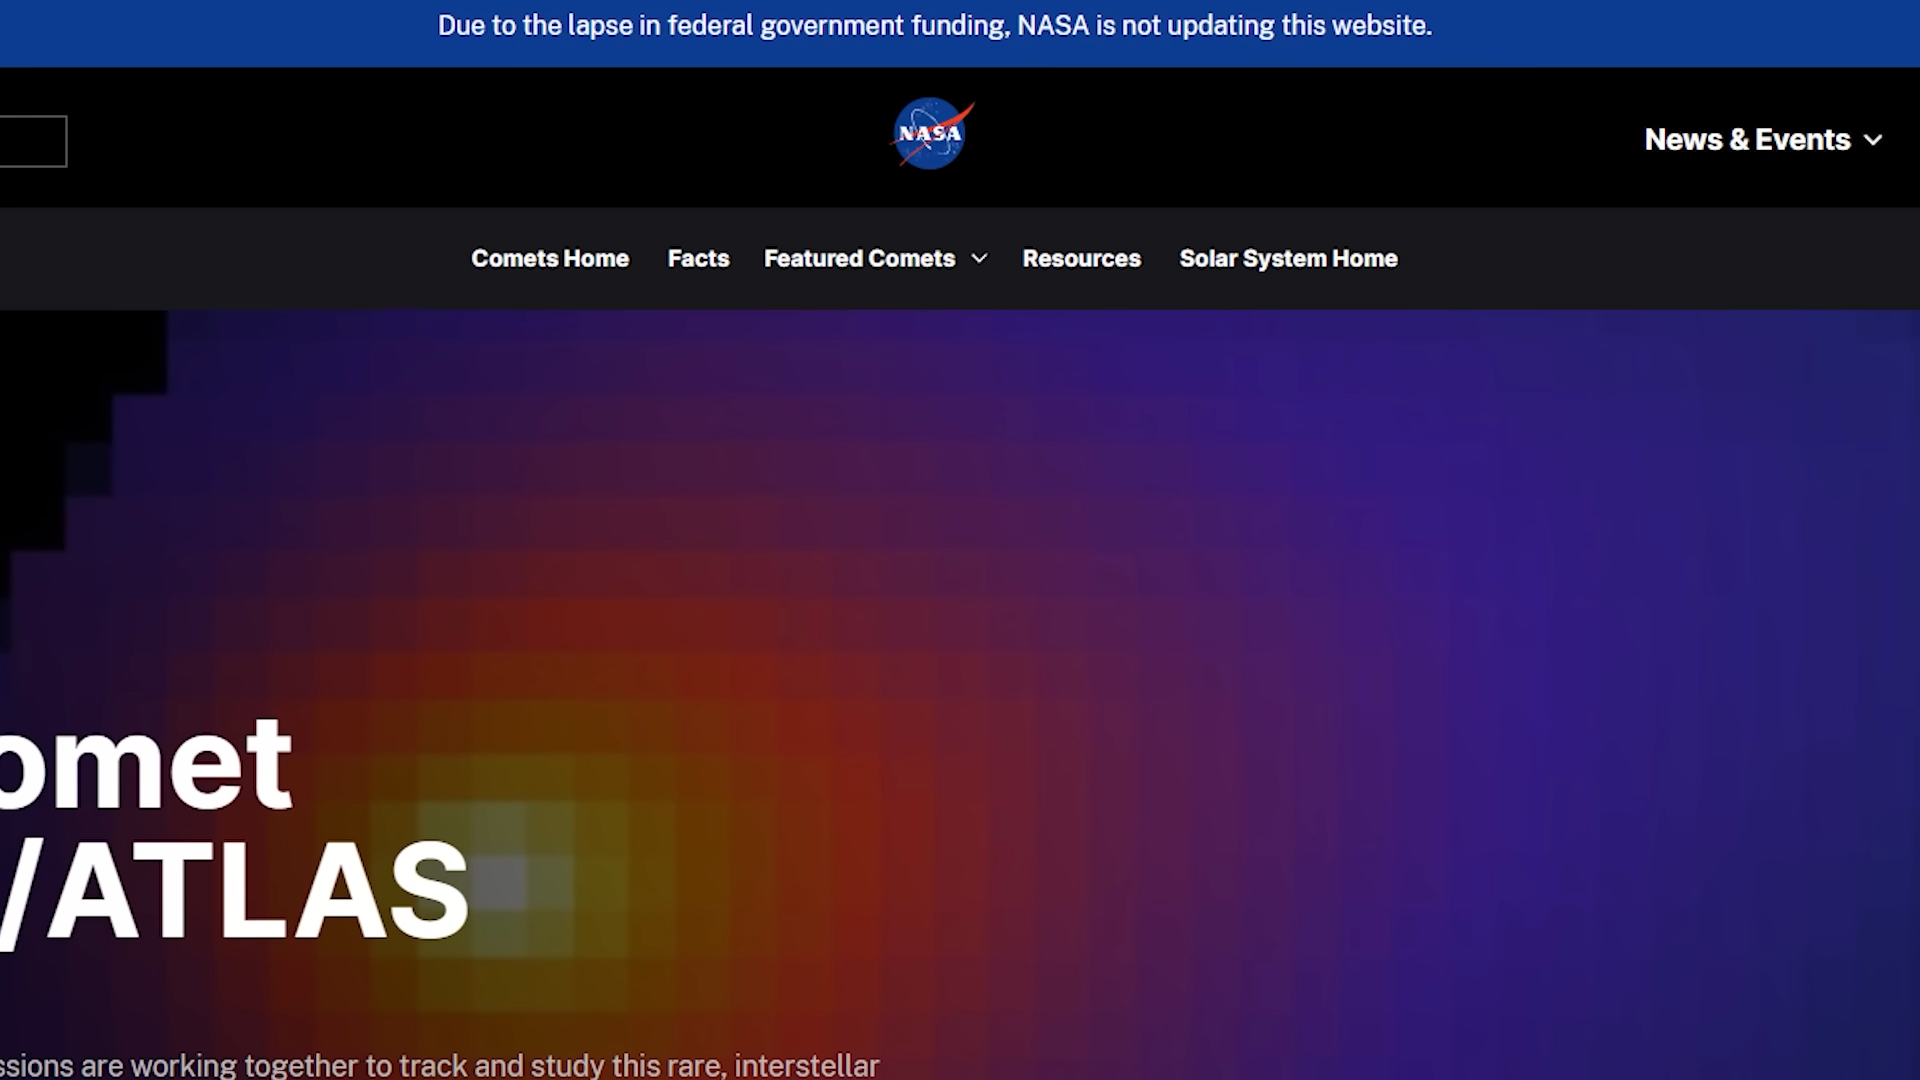 Due to the lapse in federal government funding, NASA is not updating this website.
NASA
News & Events
Comets Home Facts Featured Comets Resources Solar System Home
omet
/ATLAS
ssions are working together to track and study this rare, interstellar